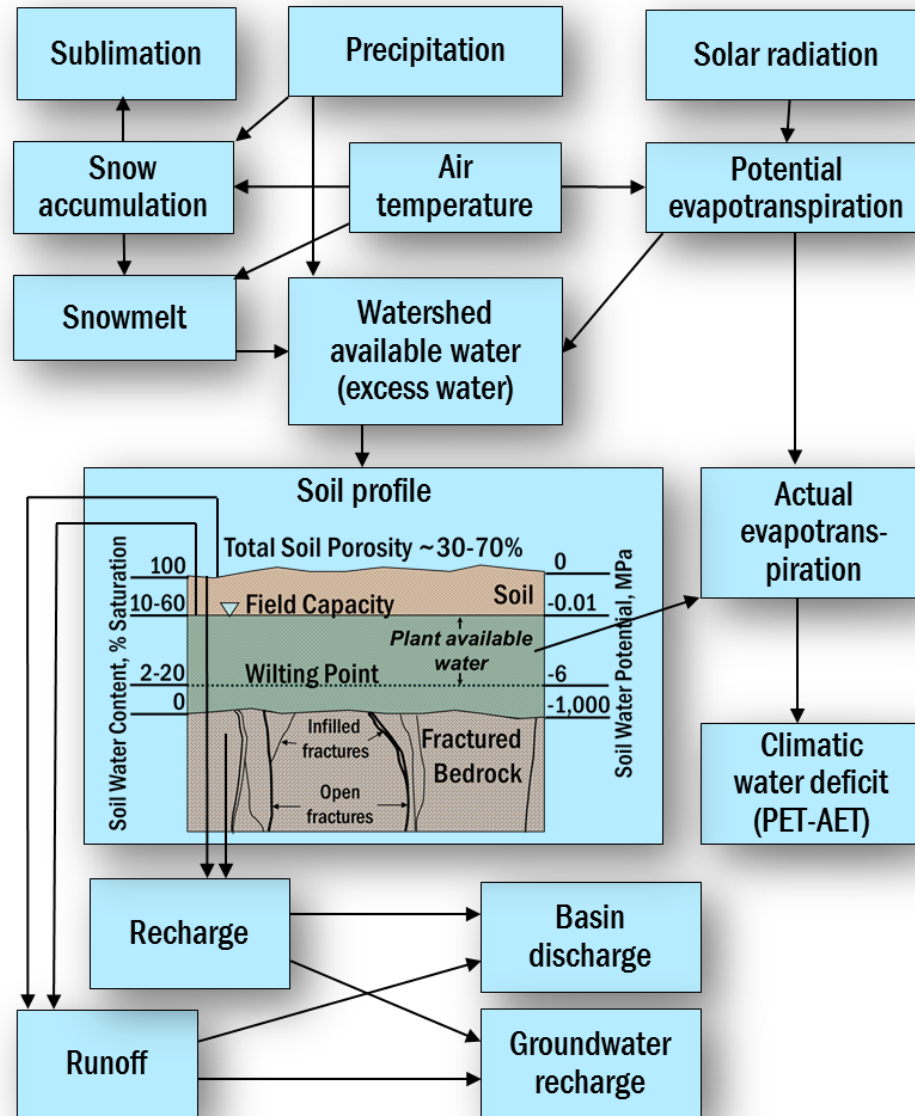 Sublimation
Precipitation
Solar radiation
Snow
accumulation
Air
temperature
Potential
evapotranspiration
Snowmelt
Watershed
available water
(excess water)
Soil profile
Actual
evapotrans-
piration
Total Soil Porosity ~30-70%
Soil Water Content, % Saturation
100
10-60
2-20
0
Field Capacity
Soil
Plant available
water
Wilting Point
Infilled
fractures
Fractured
Bedrock
Open
fractures
0
-0.01
-6
-1,000
Soil Water Potential, MPa
Climatic
water deficit
(PET-AET)
Recharge
Basin
discharge
Runoff
Groundwater
recharge